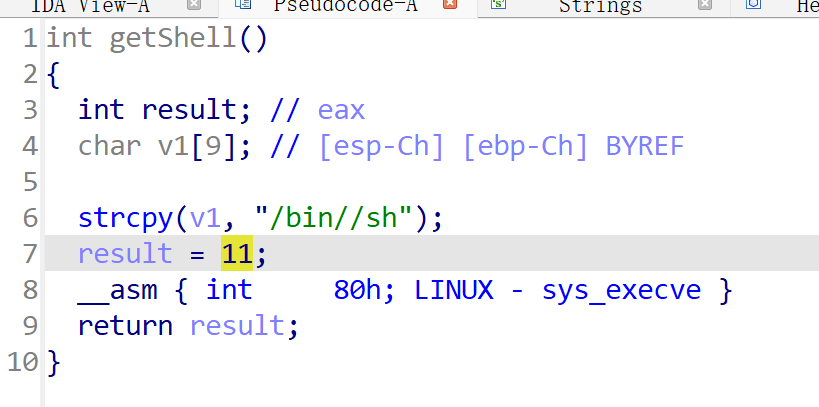 IDA View-A Pseudocode-A Strings He
1 int getShell()
2 {
3 int result; // eax
4 char v1[9]; // [esp-Ch] [ebp-Ch] BYREF
5
6 strcpy(v1, "/bin//sh");
7 result = 11;
8 __asm { int 80h; LINUX - sys_execve }
9 return result;
10 }